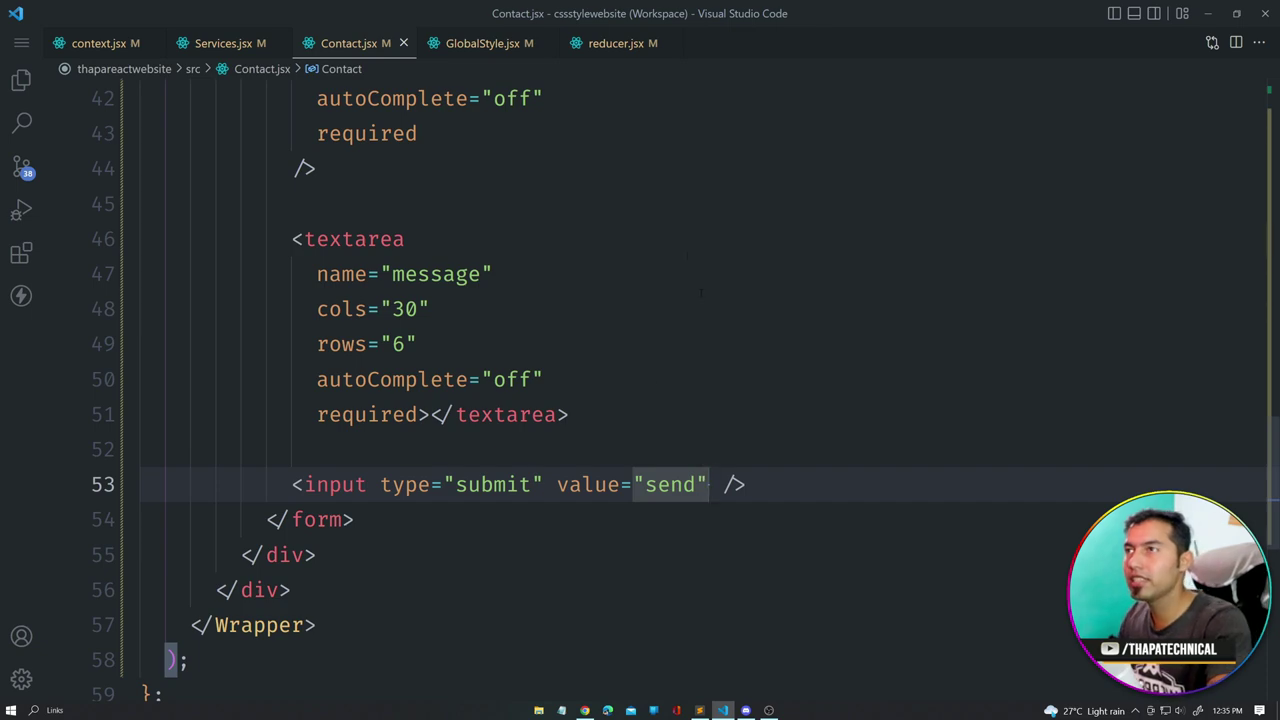 Contact.jsx - cssstylewebsite (Workspace) - Visual Studio Code
context.jsx M
Services.jsx M
Contact.jsx M
GlobalStyle.jsx M
reducer.jsx M
thapareactwebsite > src > Contact.jsx > Contact
42 autoComplete="off"
43 required
44 />
45
46 <textarea
47 name="message"
48 cols="30"
49 rows="6"
50 autoComplete="off"
51 required></textarea>
52
53 <input type="submit" value="send" />
54 </form>
55 </div>
56 </div>
57 </Wrapper>
58 );
59 };
38
/THAPATECHNICAL
Links
27°C Light rain
12:35 PM